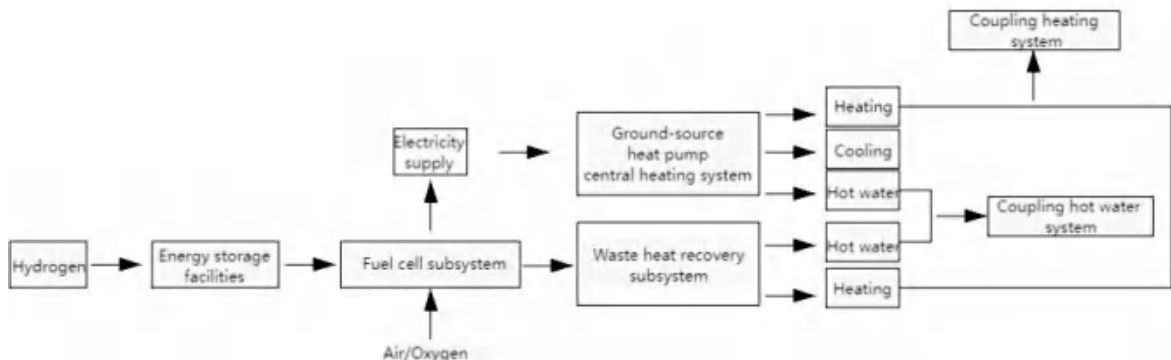 Coupling heating
system
Heating
Electricity
supply
Ground-source
heat pump
central heating system
Cooling
Hot water
Coupling hot water
system
Hydrogen
Energy storage
facilities
Fuel cell subsystem
Waste heat recovery
subsystem
Hot water
Heating
Air/Oxygen